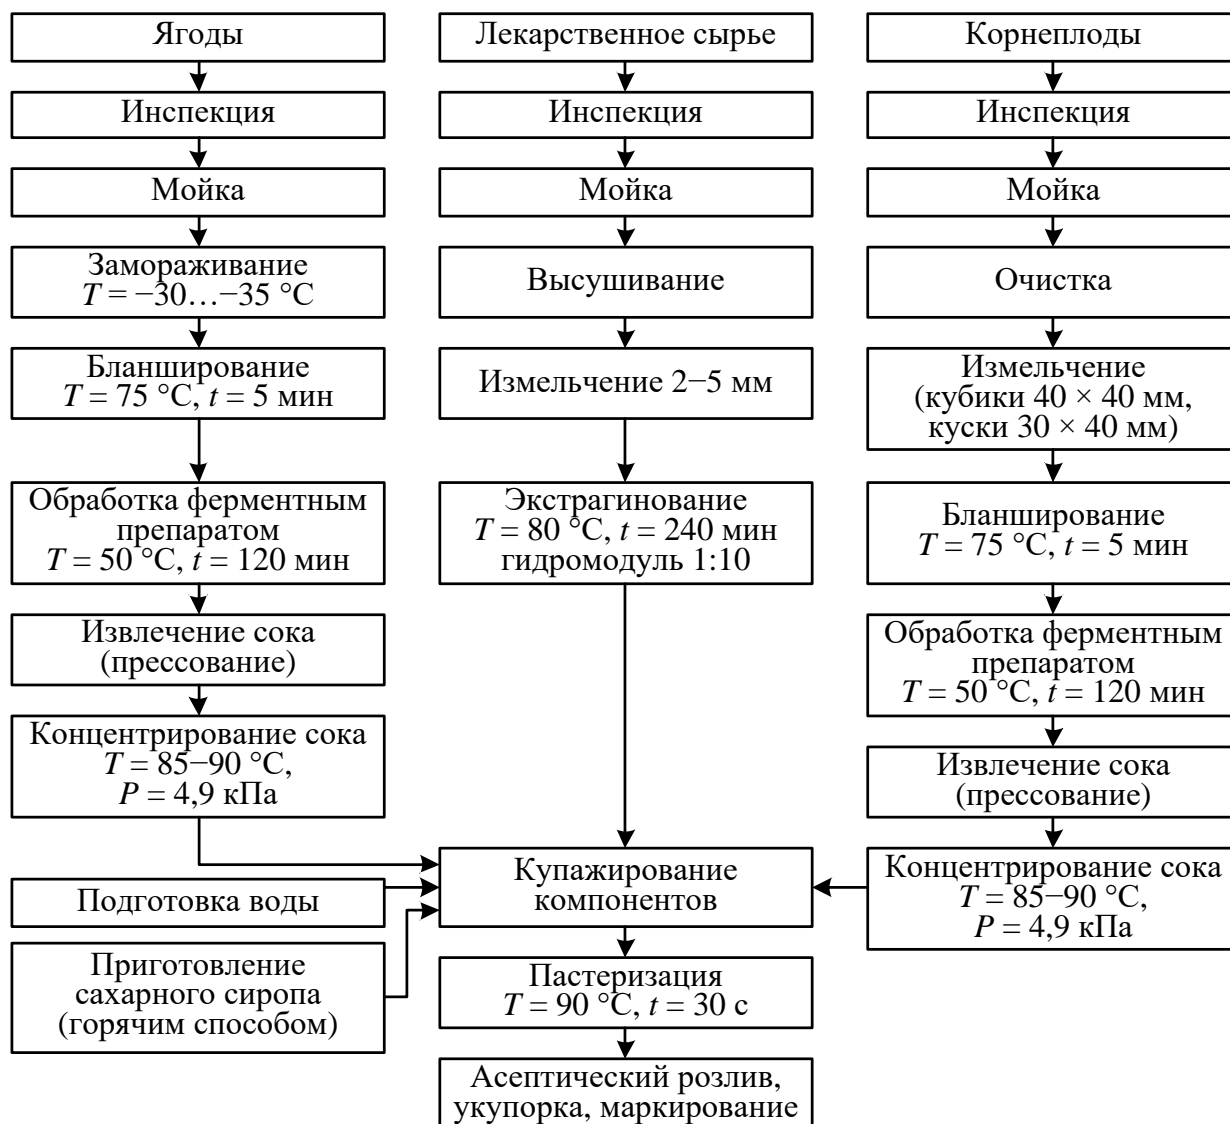 Ягоды
Инспекция
Мойка
Замораживание
T = −30…−35 °C
Бланширование
T = 75 °C, t = 5 мин
Обработка ферментным
препаратом
T = 50 °C, t = 120 мин
Извлечение сока
(прессование)
Концентрирование сока
T = 85−90 °C,
P = 4,9 кПа
Подготовка воды
Приготовление
сахарного сиропа
(горячим способом)
Лекарственное сырье
Инспекция
Мойка
Высушивание
Измельчение 2−5 мм
Экстрагинование
T = 80 °C, t = 240 мин
гидромодуль 1:10
Купажирование
компонентов
Пастеризация
T = 90 °C, t = 30 с
Асептический розлив,
укупорка, маркирование
Корнеплоды
Инспекция
Мойка
Очистка
Измельчение
(кубики 40 × 40 мм,
куски 30 × 40 мм)
Бланширование
T = 75 °C, t = 5 мин
Обработка ферментным
препаратом
T = 50 °C, t = 120 мин
Извлечение сока
(прессование)
Концентрирование сока
T = 85−90 °C,
P = 4,9 кПа